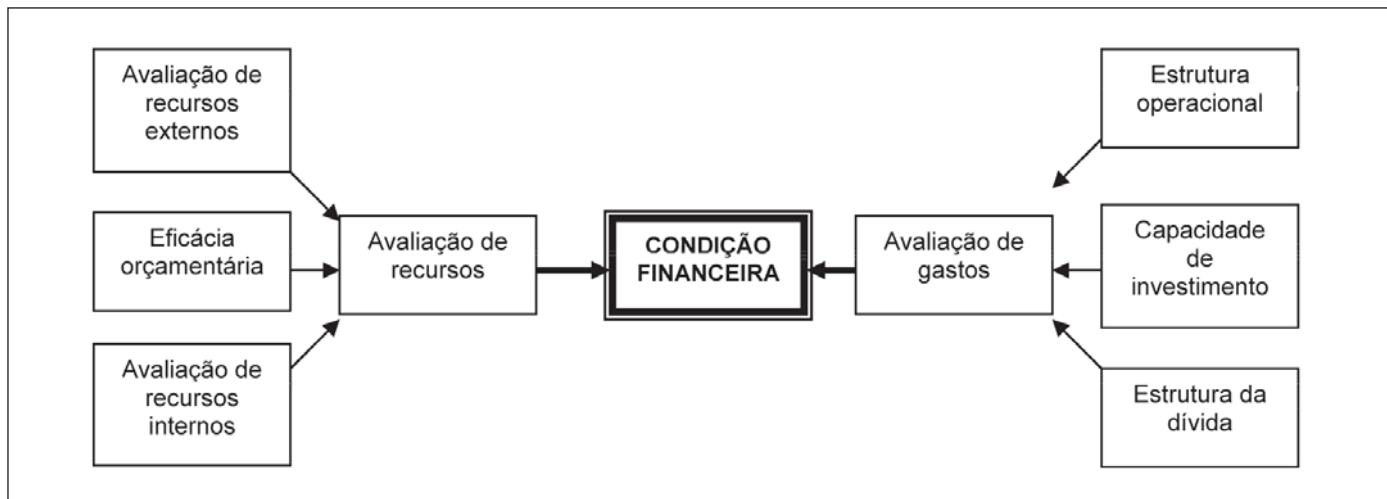 Avaliação de
recursos
externos
Eficácia
orçamentária
Avaliação de
recursos
internos
Avaliação de
recursos
CONDIÇÃO
FINANCEIRA
Avaliação de
gastos
Estrutura
operacional
Capacidade
de
investimento
Estrutura da
dívida